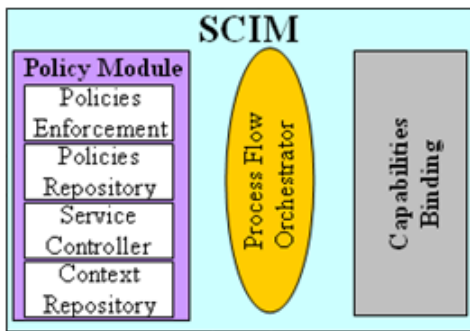 SCIM
Policy Module
Policies
Enforcement
Policies
Repository
Service
Controller
Context
Repository
Process Flow
Orchestrator
Capabilities
Binding